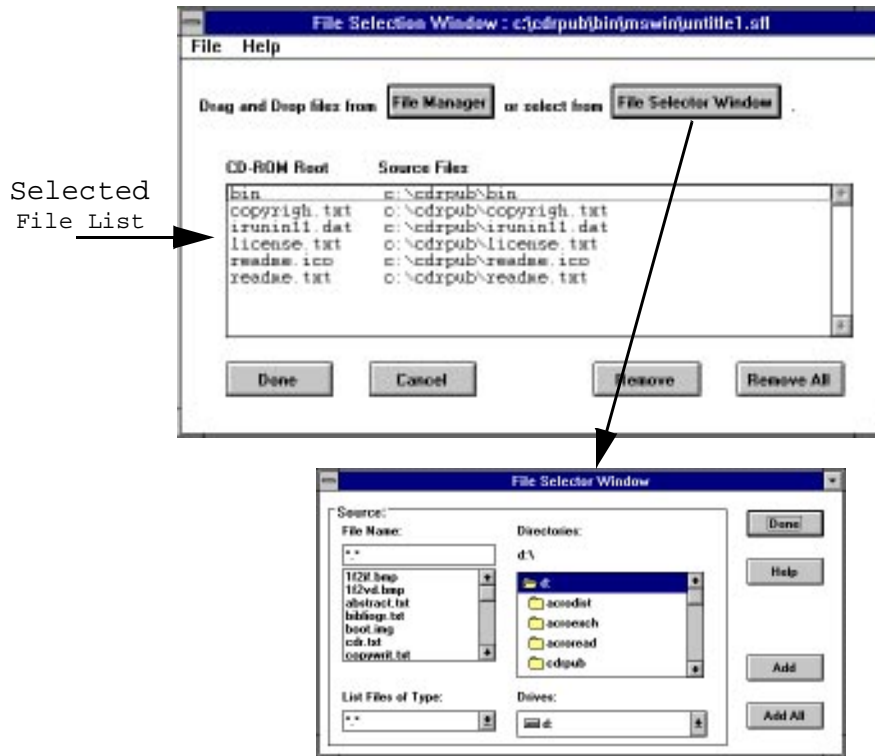 File Selection Window : c:\cdrpub\bin\mswin\untitle1.sfl
File Help
Drag and Drop files from File Manager or select from File Selector Window .
CD-ROM Root Source Files
bin c:\cdrpub\bin
copyrigh.txt c:\cdrpub\copyrigh.txt
irunin11.dat c:\cdrpub\irunin11.dat
license.txt c:\cdrpub\license.txt
readme.ico c:\cdrpub\readme.ico
readme.txt c:\cdrpub\readme.txt
Selected
File List
Done Cancel Remove Remove All
File Selector Window
Source:
File Name:
*.*
1f2if.bmp
1f2vd.bmp
abstract.txt
bibliogr.txt
boot.img
cdr.txt
copywrit.txt
List Files of Type:
*.*
Directories:
d:\
d:
acrodist
acroexch
acroread
cdrpub
Drives:
d:
Done
Help
Add
Add All